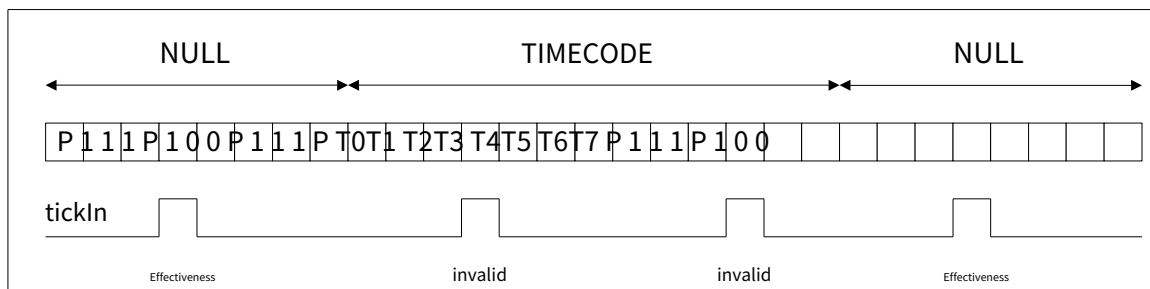 NULL TIMECODE NULL
P 1 1 1 P 1 0 0 P 1 1 1 P T0 T1 T2 T3 T4 T5 T6 T7 P 1 1 1 P 1 0 0
tickIn
Effectiveness invalid invalid Effectiveness